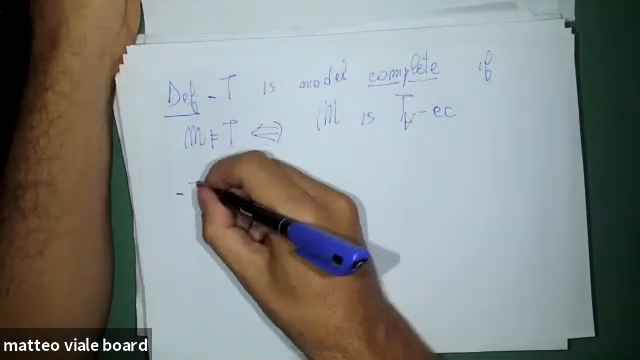 Def - T is model complete if
M ⊨ T ⇔ M is T - ec
-
matteo viale board